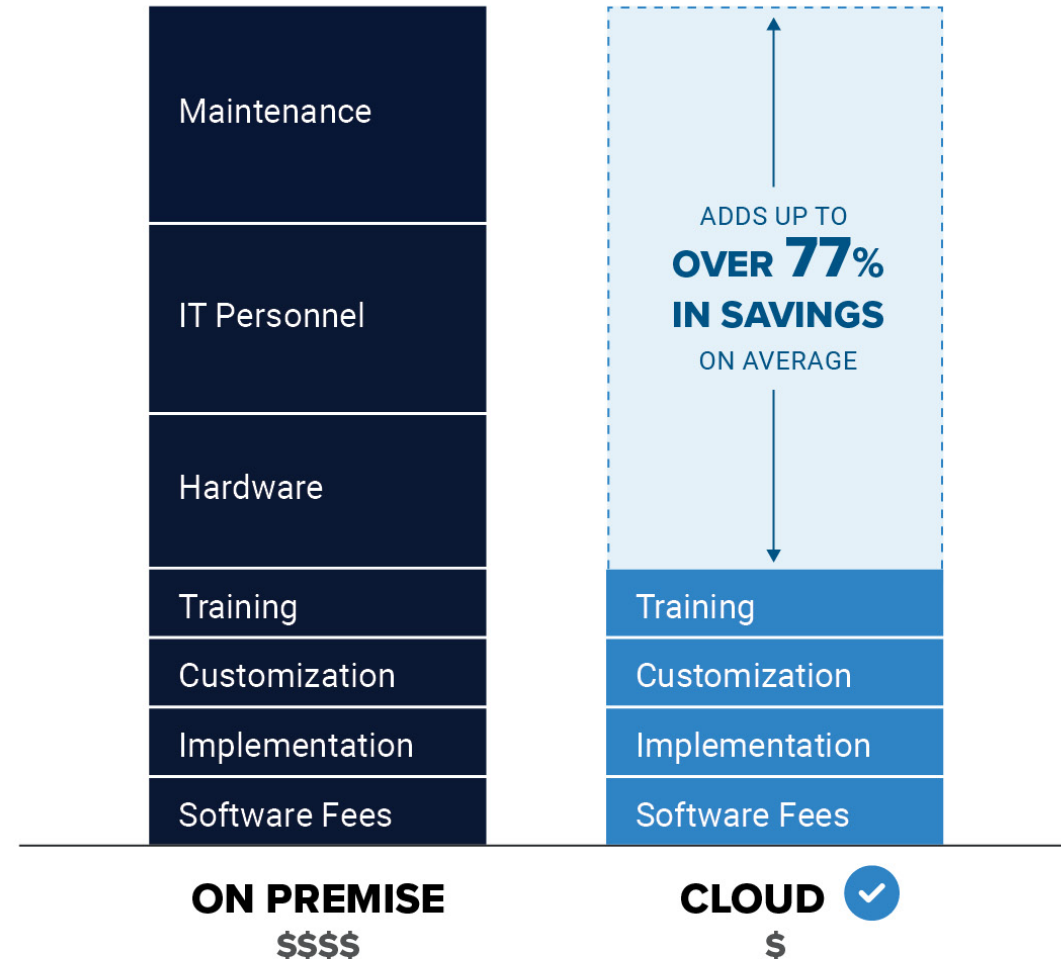 Maintenance
IT Personnel
Hardware
Training
Customization
Implementation
Software Fees
ON PREMISE
$$$$
ADDS UP TO
OVER 77%
IN SAVINGS
ON AVERAGE
Training
Customization
Implementation
Software Fees
CLOUD
$